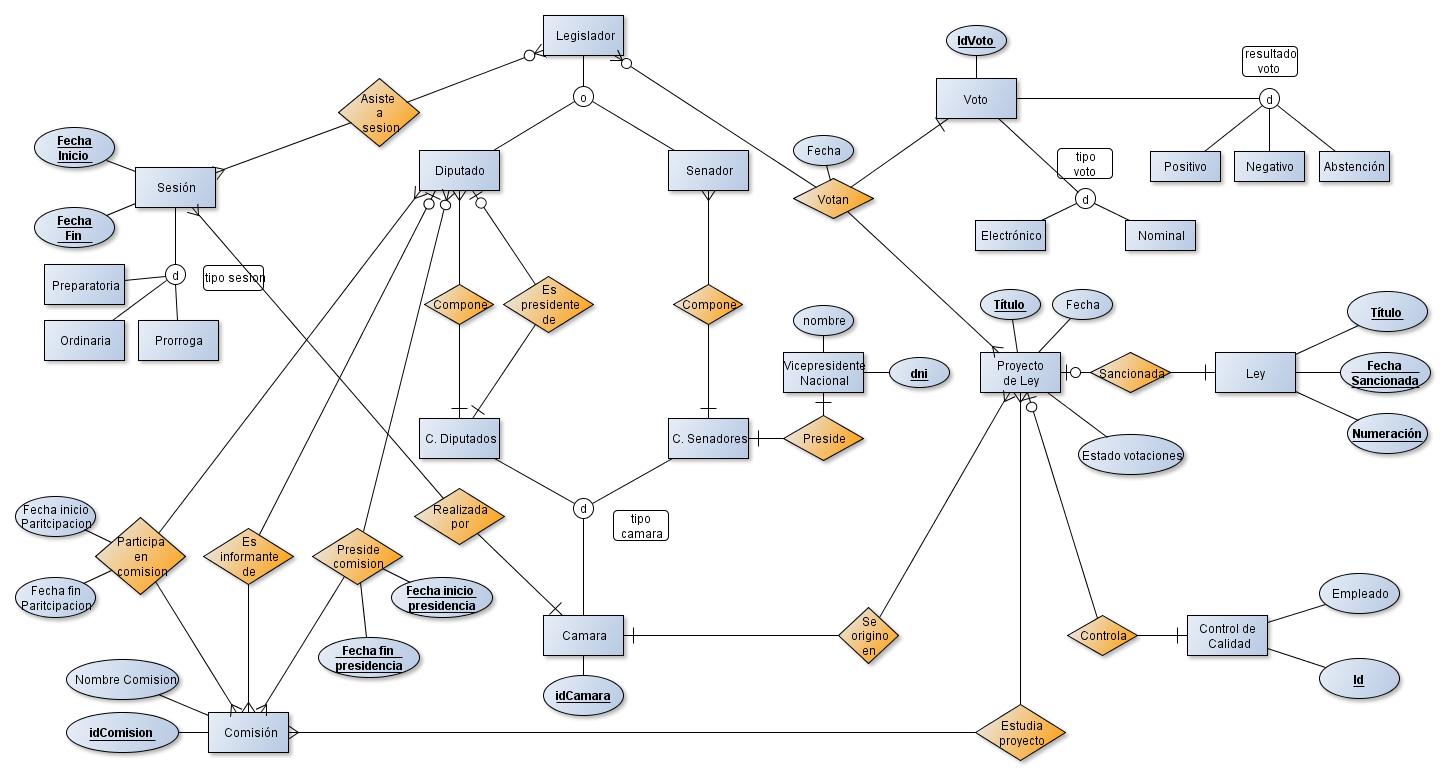 Legislador
IdVoto
resultado
voto
Asiste
a
sesion
o
Voto
d
Fecha
Inicio
Fecha
Diputado
Senador
tipo
voto
Positivo
Negativo
Abstención
Sesión
Votan
d
Fecha
Fin
Electrónico
Nominal
d
tipo sesion
Preparatoria
Compone
Es
presidente
de
Compone
Título
Fecha
Título
nombre
Ordinaria
Prorroga
Vicepresidente
Nacional
dni
Proyecto
de Ley
Sancionada
Ley
Fecha
Sancionada
C. Diputados
C. Senadores
Preside
Numeración
Estado votaciones
Fecha inicio
Paritcipacion
Realizada
por
d
tipo
camara
Participa
en
comision
Es
informante
de
Preside
comision
Fecha fin
Paritcipacion
Fecha inicio
presidencia
Empleado
Camara
Se
origino
en
Controla
Control de
Calidad
Fecha fin
presidencia
Nombre Comision
idCamara
Id
idComision
Comisión
Estudia
proyecto